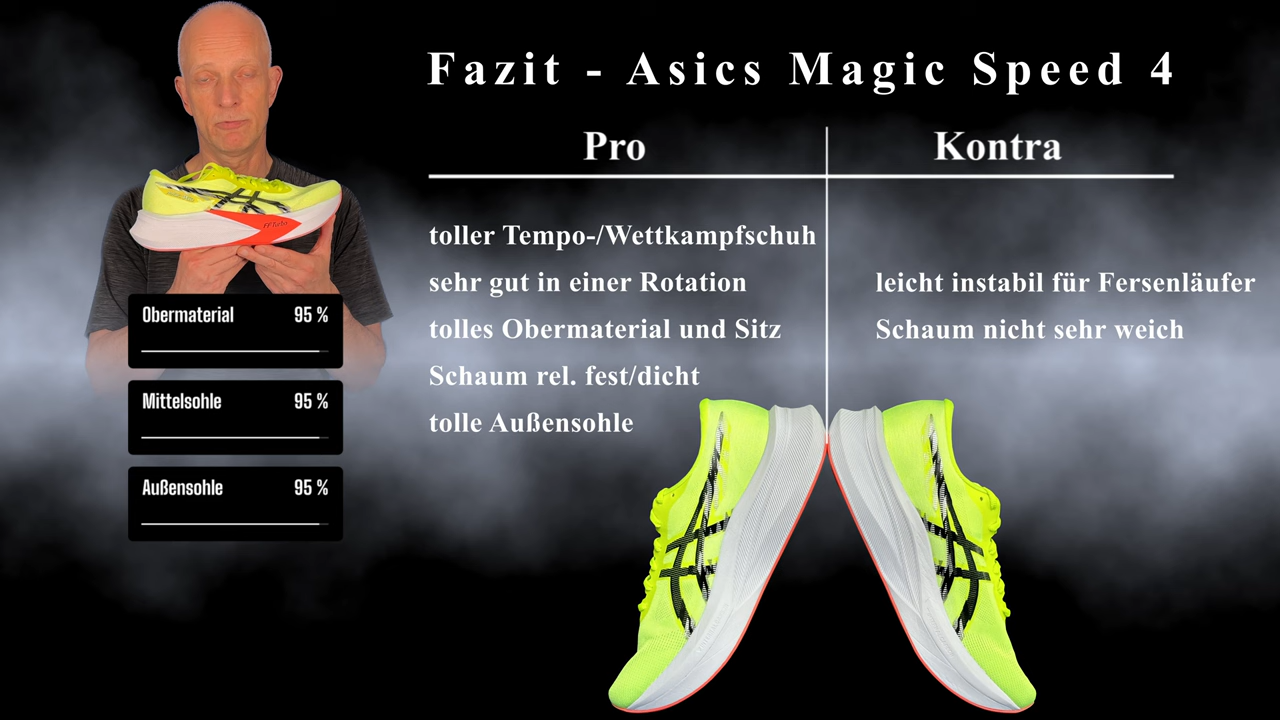 Fazit - Asics Magic Speed 4
Pro
Kontra
toller Tempo-/Wettkampfschuh
sehr gut in einer Rotation
tolles Obermaterial und Sitz
Schaum rel. fest/dicht
tolle Außensohle
leicht instabil für Fersenläufer
Schaum nicht sehr weich
Obermaterial 95 %
Mittelsohle 95 %
Außensohle 95 %